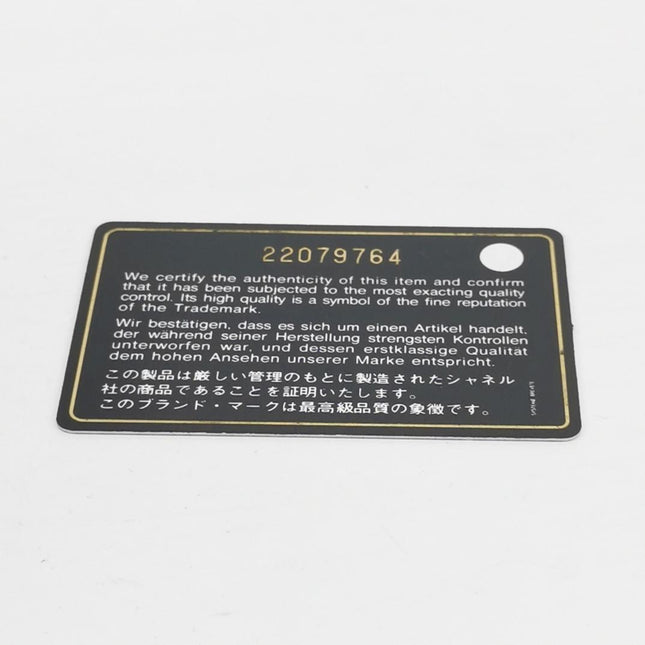 22079764
We certify the authenticity of this item and confirm
that it has been subjected to the most exacting quality
control. Its high quality is a symbol of the fine reputation
of the Trademark.
Wir bestätigen, dass es sich um einen Artikel handelt,
der während seiner Herstellung strengsten Kontrollen
unterworfen war, und dessen erstklassige Qualität
dem hohen Ansehen unserer Marke entspricht.
この製品は厳しい管理のもとに製造されたシャネル
社の商品であることを証明いたします。
このブランド・マークは最高級品質の象徴です。